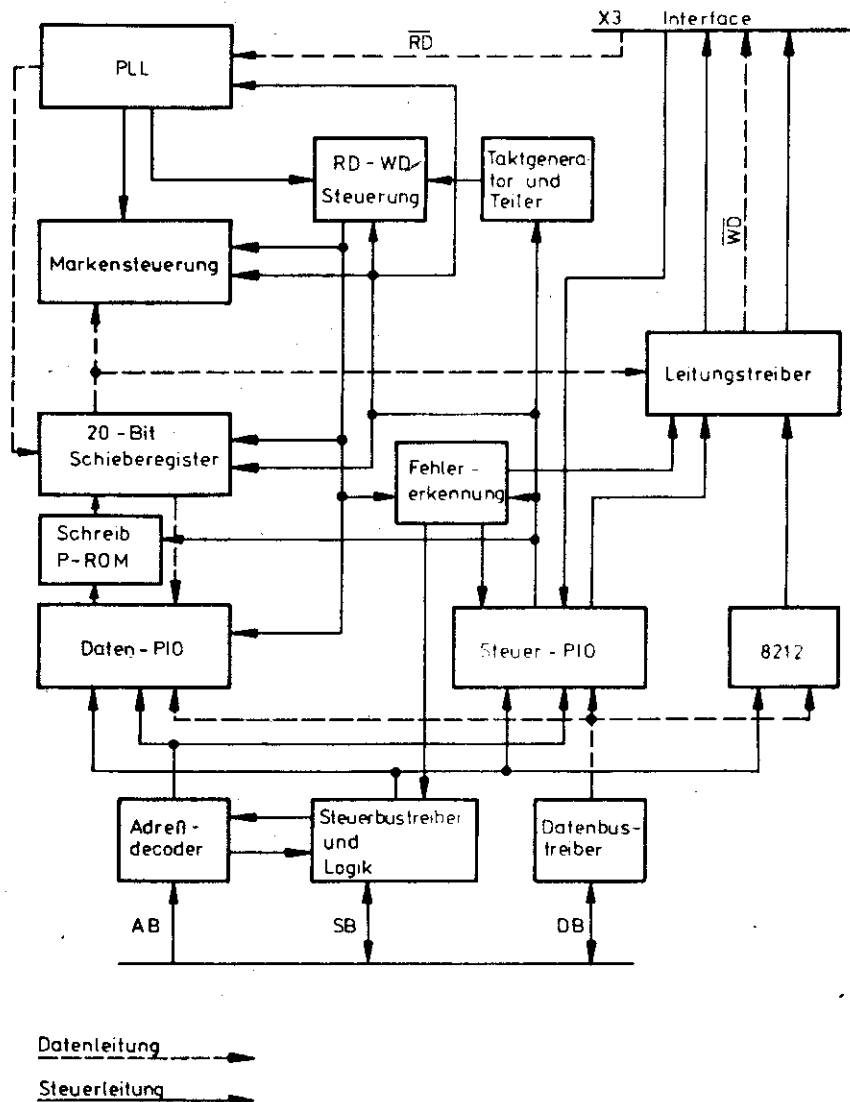 X3 Interface
RD
PLL
RD-WD
Steuerung
Taktgenera-
tor und
Teiler
Markensteuerung
WD
Leitungstreiber
20-Bit
Schieberegister
Fehler-
erkennung
Schreib
P-ROM
Daten-PIO
Steuer-PIO
8212
Adreß-
decoder
Steuerbustreiber
und
Logik
Datenbus-
treiber
AB
SB
DB
Datenleitung
Steuerleitung